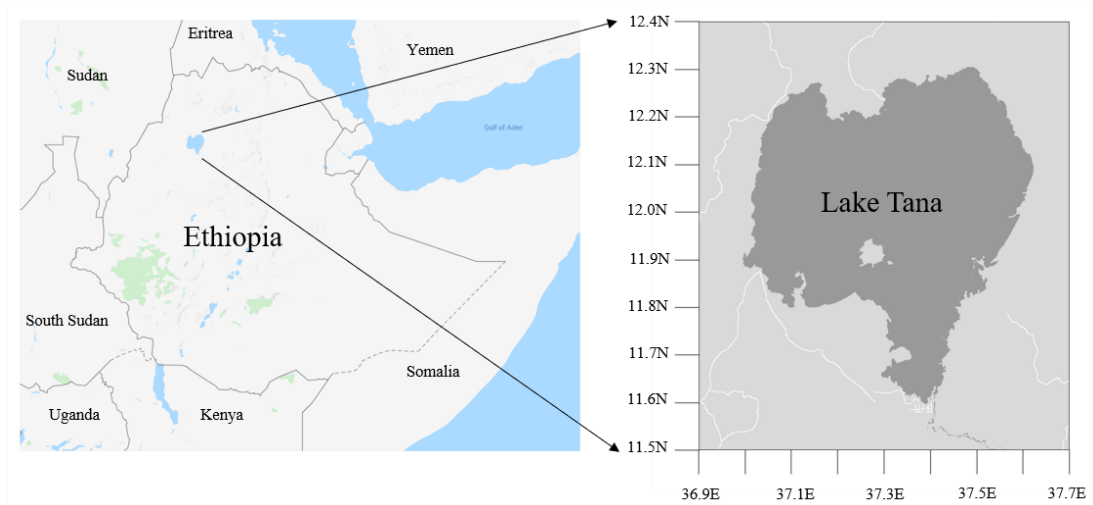 Eritrea
Yemen
Sudan
Gulf of Aden
Ethiopia
South Sudan
Somalia
Uganda
Kenya
12.4N
12.3N
12.2N
12.1N
12.0N
11.9N
11.8N
11.7N
11.6N
11.5N
Lake Tana
36.9E
37.1E
37.3E
37.5E
37.7E